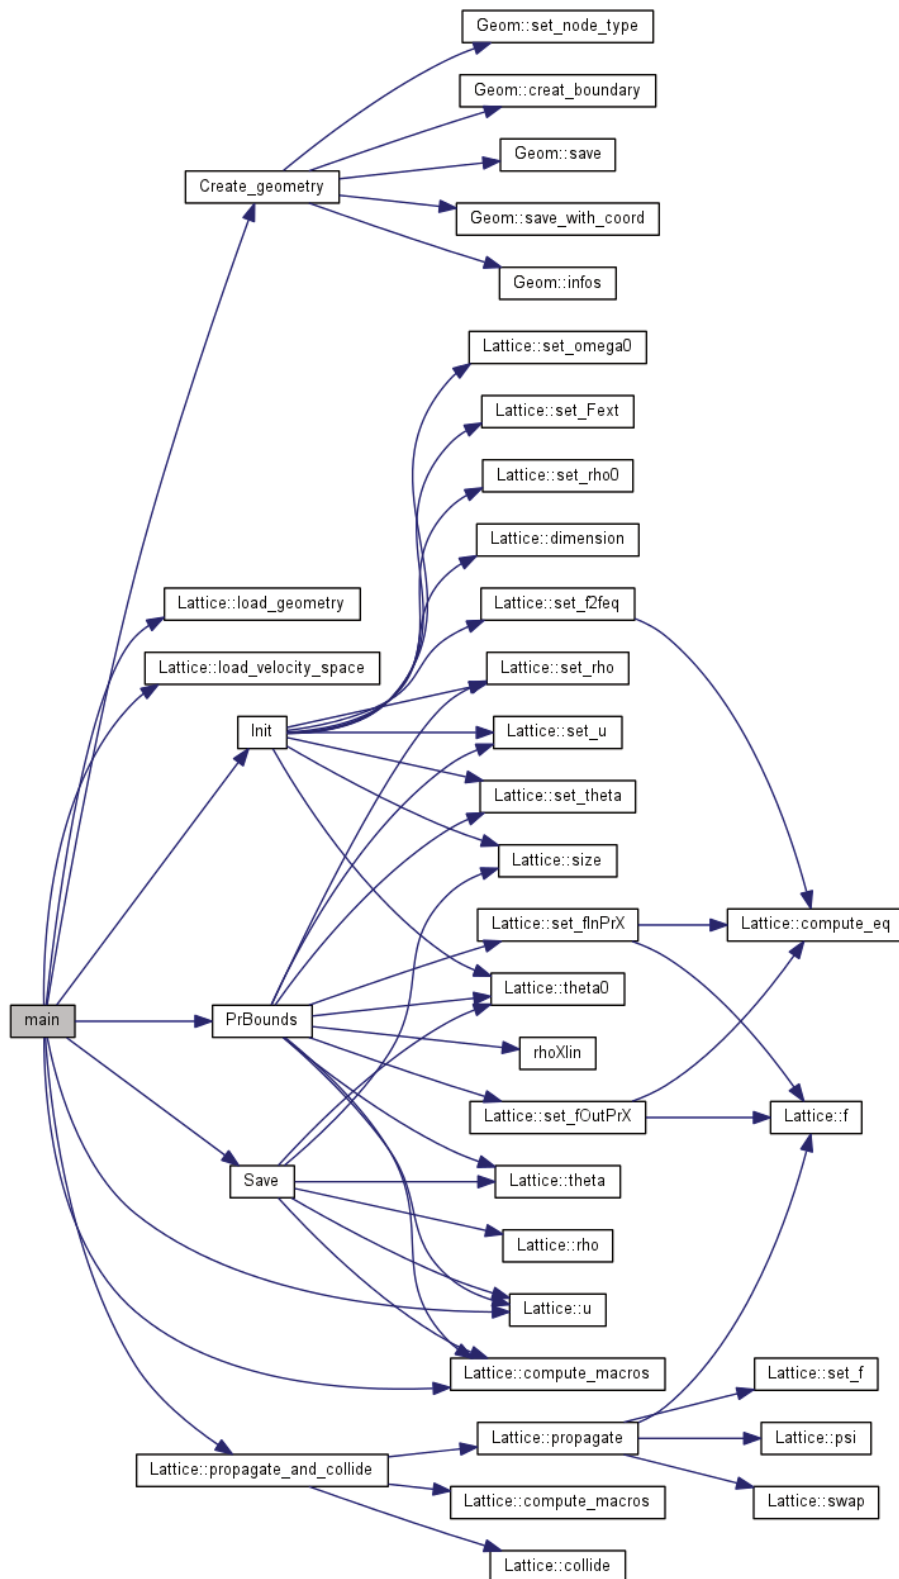 Geom::set_node_type
Geom::creat_boundary
Geom::save
Create_geometry
Geom::save_with_coord
Geom::infos
Lattice::set_omega0
Lattice::set_Fext
Lattice::set_rho0
Lattice::dimension
Lattice::load_geometry
Lattice::set_f2feq
Lattice::load_velocity_space
Lattice::set_rho
Init
Lattice::set_u
Lattice::set_theta
Lattice::size
Lattice::set_fInPrX
Lattice::compute_eq
Lattice::theta0
main
PrBounds
rhoXlin
Lattice::set_fOutPrX
Lattice::f
Save
Lattice::theta
Lattice::rho
Lattice::u
Lattice::compute_macros
Lattice::set_f
Lattice::propagate
Lattice::psi
Lattice::propagate_and_collide
Lattice::compute_macros
Lattice::swap
Lattice::collide